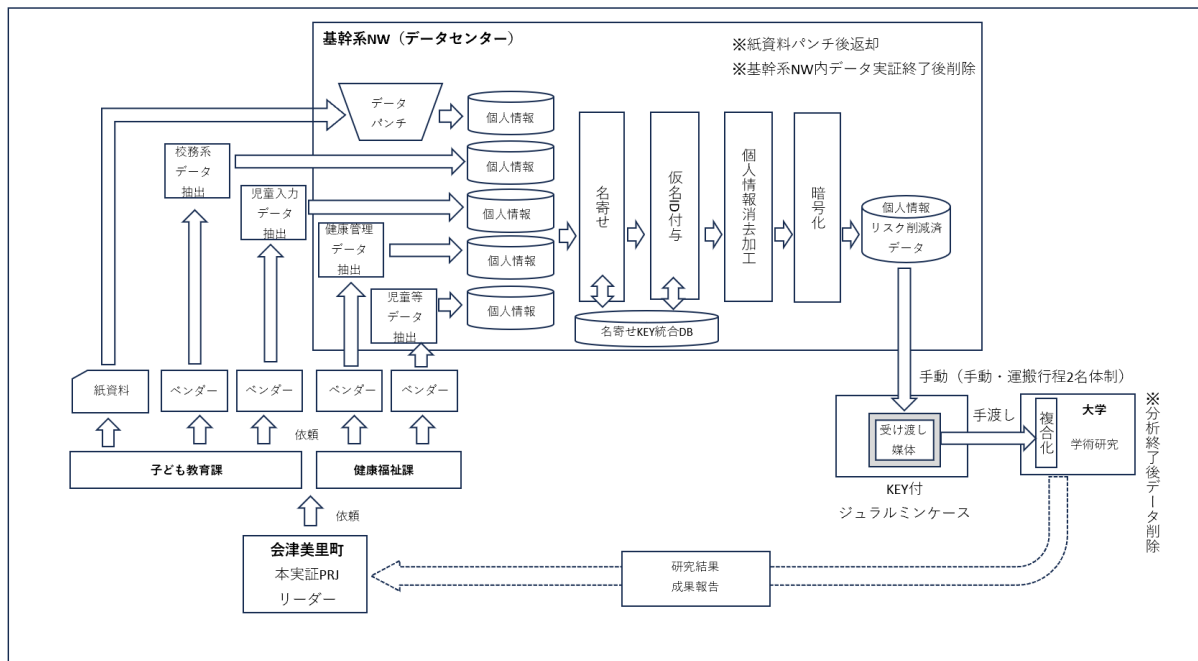 基幹系NW（データセンター）
※紙資料パンチ後返却
※基幹系NW内データ実証終了後削除
データ
パンチ
個人情報
校務系
データ
抽出
個人情報
児童入力
データ
抽出
個人情報
健康管理
データ
抽出
個人情報
児童等
データ
抽出
個人情報
名寄せ
仮名ID付与
個人情報消去加工
暗号化
個人情報
リスク削減済
データ
名寄せKEY統合DB
紙資料
ベンダー
ベンダー
ベンダー
ベンダー
依頼
子ども教育課
健康福祉課
依頼
会津美里町
本実証PRJ
リーダー
手動（手動・運搬行程2名体制）
受け渡し
媒体
KEY付
ジュラルミンケース
手渡し
複合化
大学
学術研究
※分析終了後データ削除
研究結果
成果報告